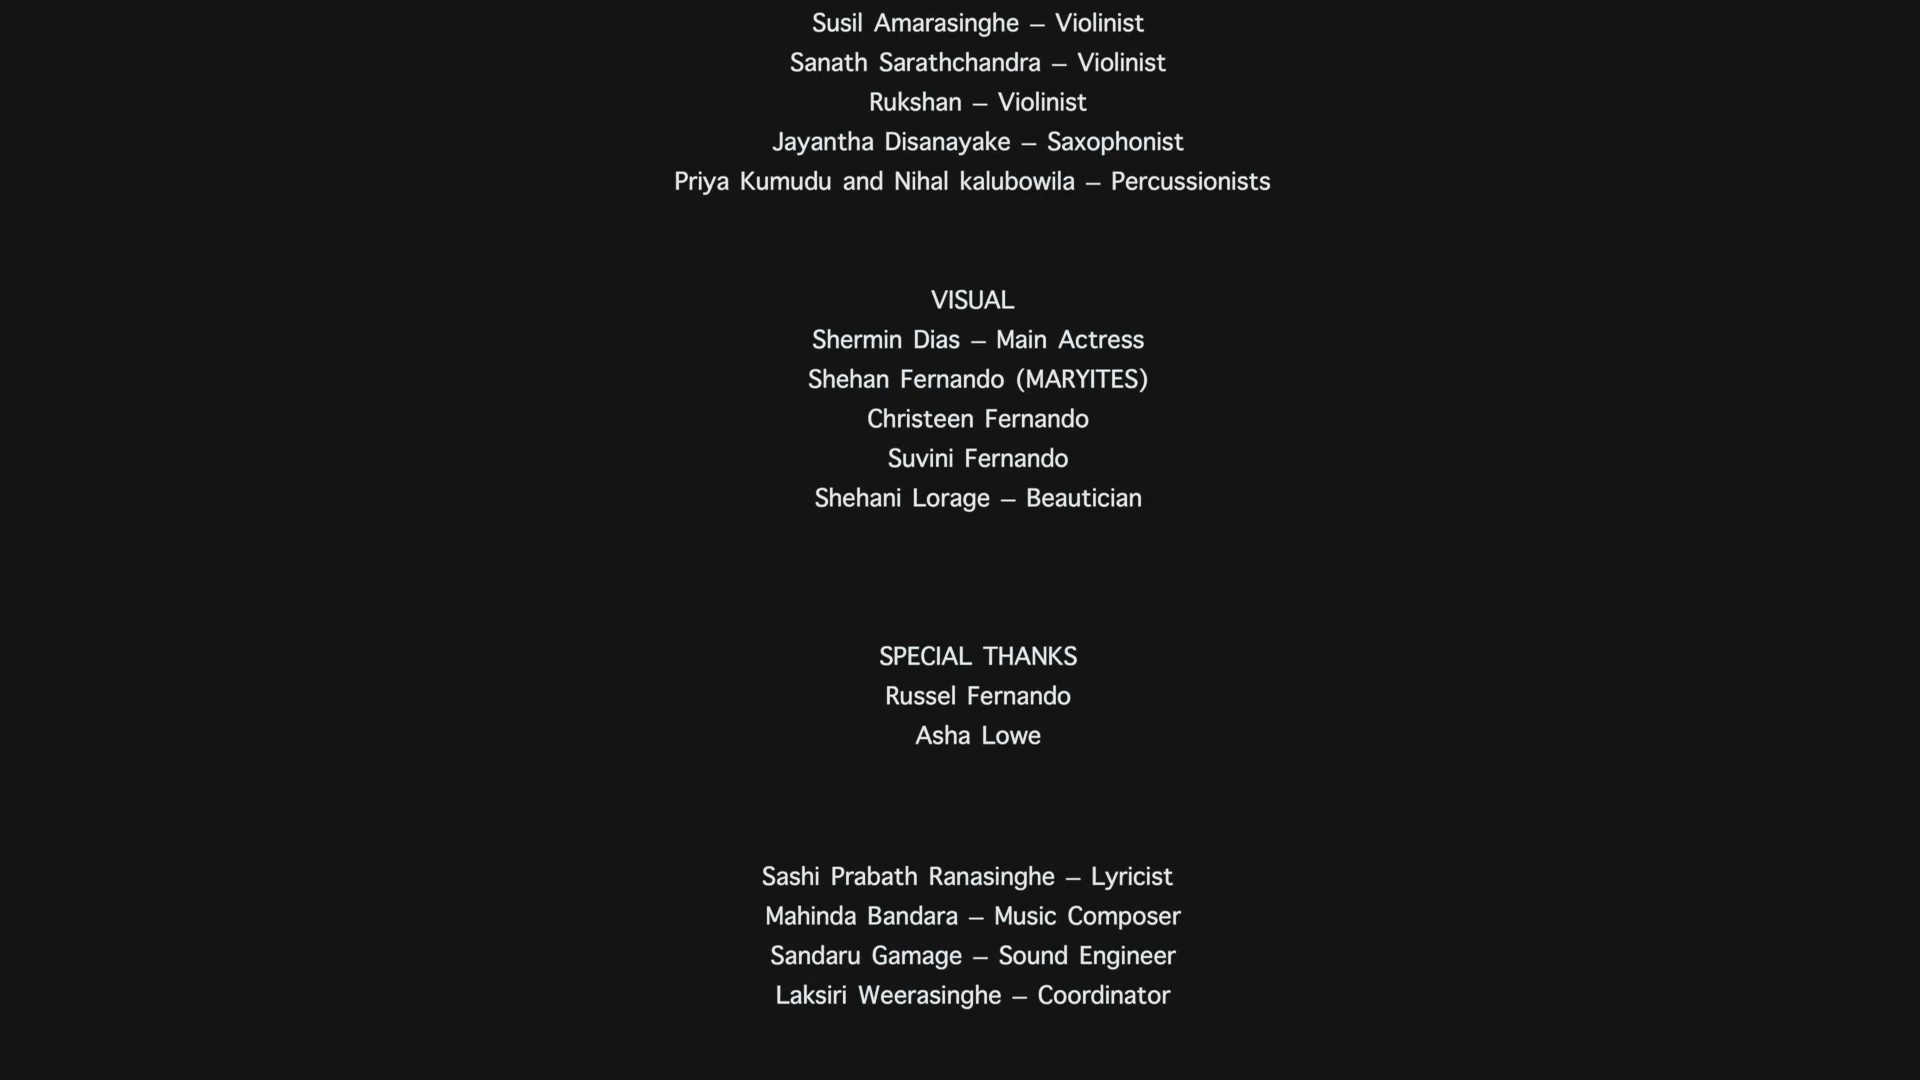 Susil Amarasinghe – Violinist
Sanath Sarathchandra – Violinist
Rukshan – Violinist
Jayantha Disanayake – Saxophonist
Priya Kumudu and Nihal kalubowila – Percussionists
VISUAL
Shermin Dias – Main Actress
Shehan Fernando (MARYITES)
Christeen Fernando
Suvini Fernando
Shehani Lorage – Beautician
SPECIAL THANKS
Russel Fernando
Asha Lowe
Sashi Prabath Ranasinghe – Lyricist
Mahinda Bandara – Music Composer
Sandaru Gamage – Sound Engineer
Laksiri Weerasinghe – Coordinator